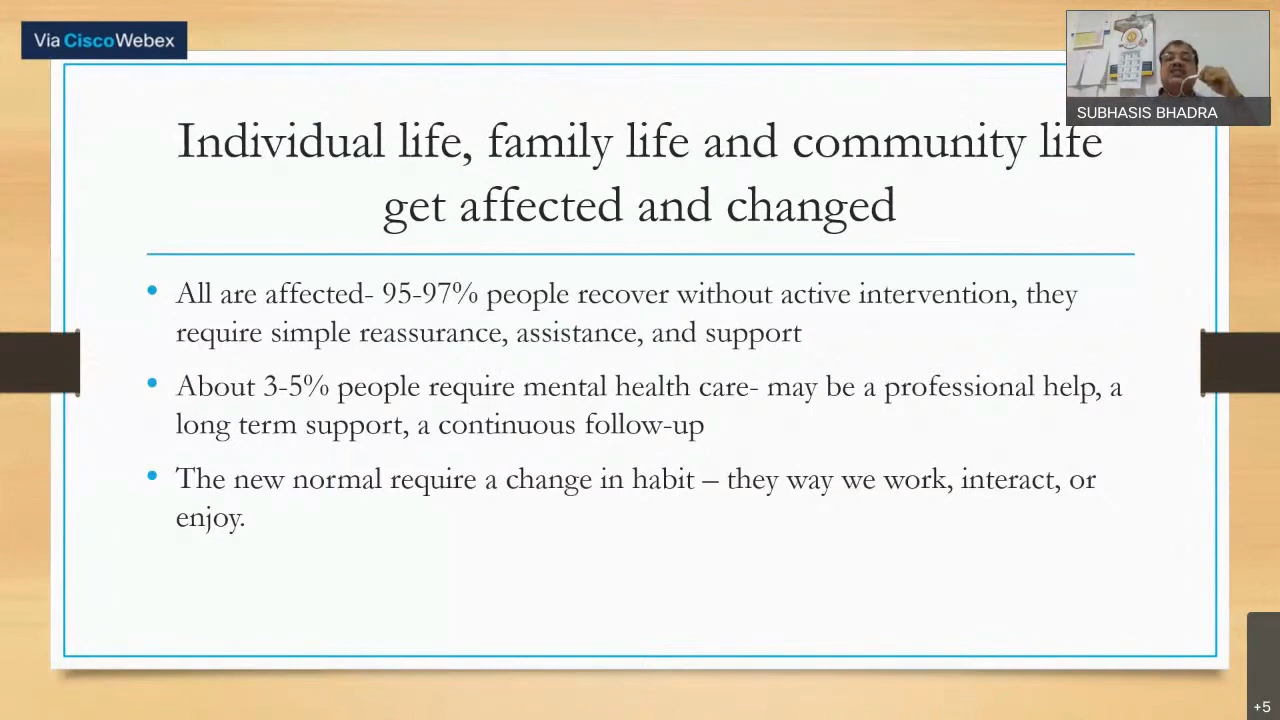 Via Cisco Webex
SUBHASIS BHADRA
Individual life, family life and community life
get affected and changed
• All are affected- 95-97% people recover without active intervention, they
require simple reassurance, assistance, and support
• About 3-5% people require mental health care- may be a professional help, a
long term support, a continuous follow-up
• The new normal require a change in habit – they way we work, interact, or
enjoy.
+5